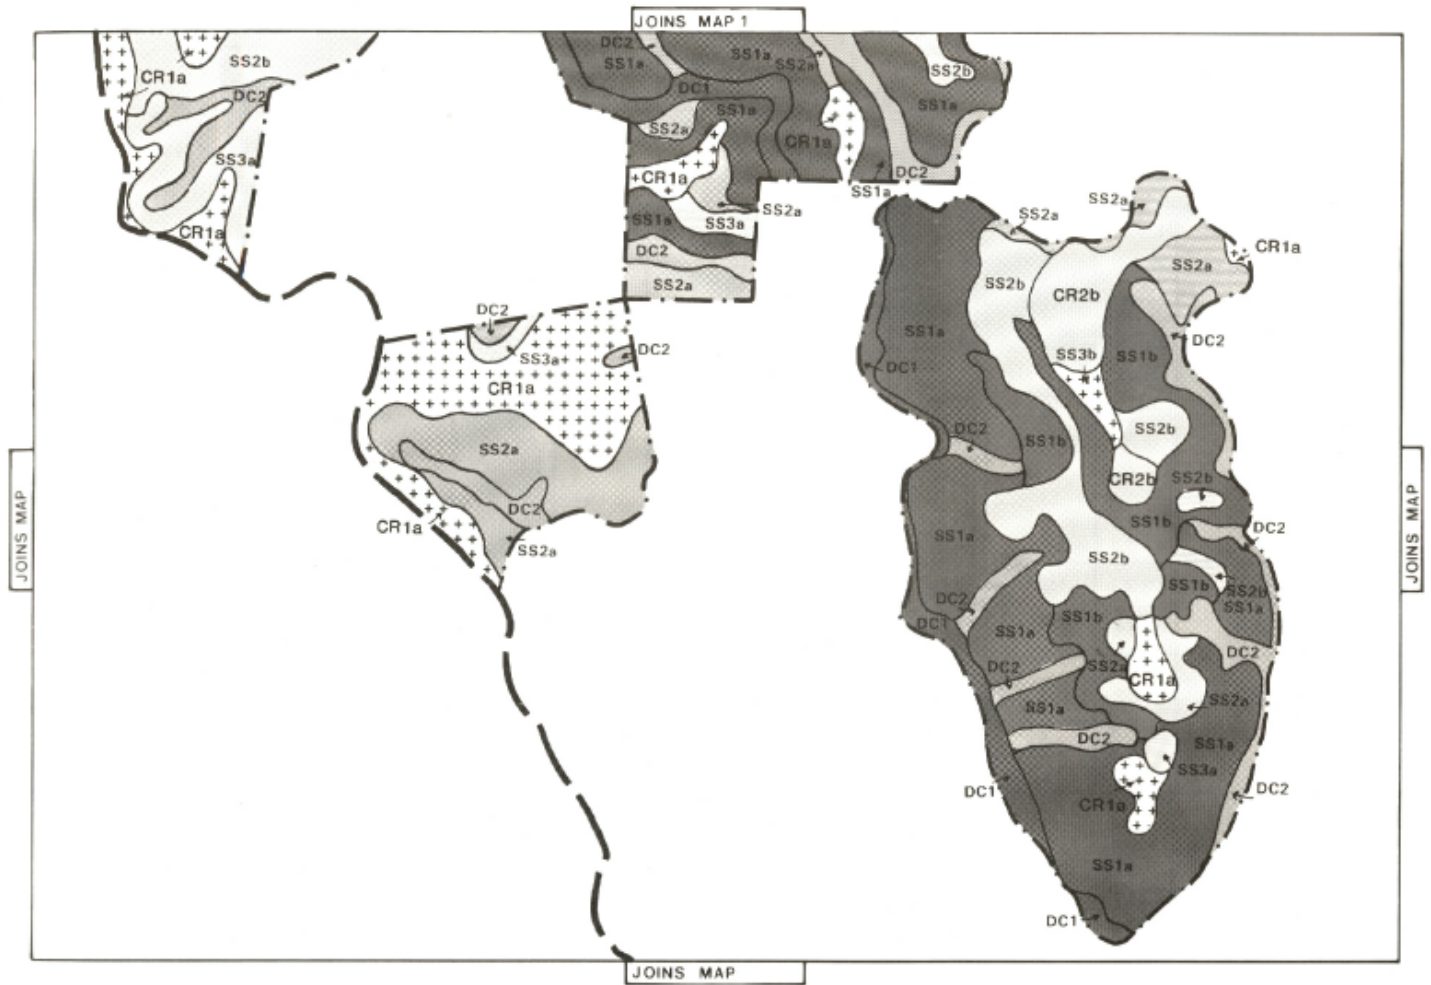 JOINS MAP 1
DC2
SS1a
SS1a
SS2a
SS2b
SS2b
CR1a
DC1
DC2
SS1a
SS1a
SS2a
CR1a
SS3a
CR1a
DC2
SS1a
SS2a
SS2a
CR1a
SS1a
SS3a
SS2a
CR1a
DC2
SS2a
CR1a
SS2b
SS2a
CR2b
DC2
SS1a
DC2
SS3a
DC2
SS3b
SS1b
DC1
CR1a
DC2
SS2b
SS1b
SS2a
SS2b
CR2b
JOINS MAP
DC2
SS1b
DC2
CR1a
SS1a
JOINS MAP
SS2a
SS2b
SS1b
SS2b
DC2
SS1a
SS1b
DC1
SS1a
DC2
DC2
SS2a
CR1a
SS2a
SS1a
DC2
SS1a
SS3a
DC1
DC2
CR1a
SS1a
DC1
JOINS MAP